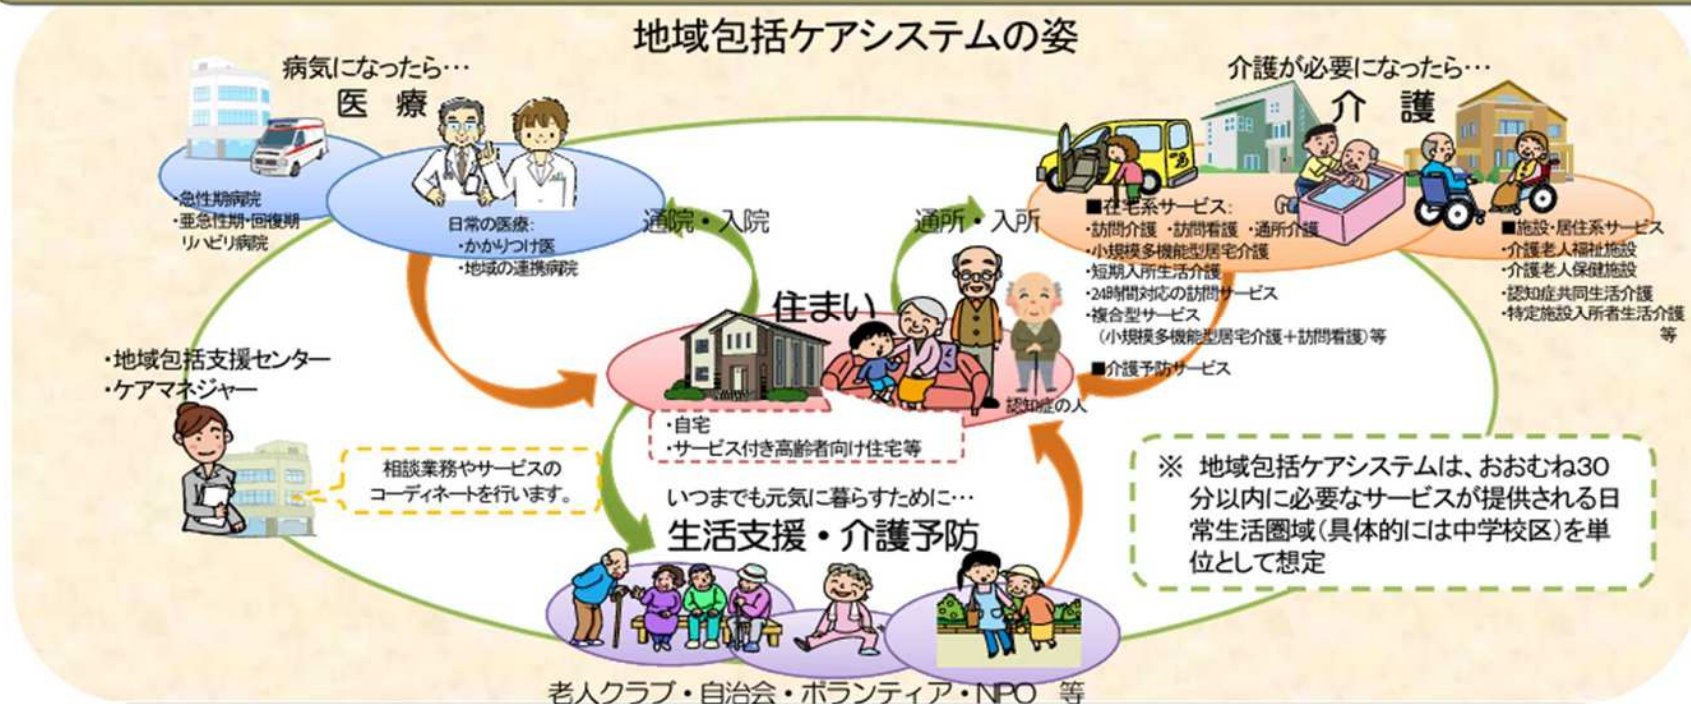 地域包括ケアシステムの姿
病気になったら…
医　療
・急性期病院
・亜急性期・回復期
リハビリ病院
日常の医療：
・かかりつけ医
・地域の連携病院
通院・入院
通所・入所
介護が必要になったら…
介　護
■在宅系サービス：
・訪問介護　・訪問看護　・通所介護
・小規模多機能型居宅介護
・短期入所生活介護
・24時間対応の訪問サービス
・複合型サービス
（小規模多機能型居宅介護＋訪問看護）等
■介護予防サービス
■施設・居住系サービス
・介護老人福祉施設
・介護老人保健施設
・認知症共同生活介護
・特定施設入所者生活介護
等
住まい
認知症の人
・自宅
・サービス付き高齢者向け住宅等
・地域包括支援センター
・ケアマネジャー
相談業務やサービスの
コーディネートを行います。
いつまでも元気に暮らすために…
生活支援・介護予防
老人クラブ・自治会・ボランティア・NPO　等
※　地域包括ケアシステムは、おおむね30
分以内に必要なサービスが提供される日
常生活圏域（具体的には中学校区）を単
位として想定